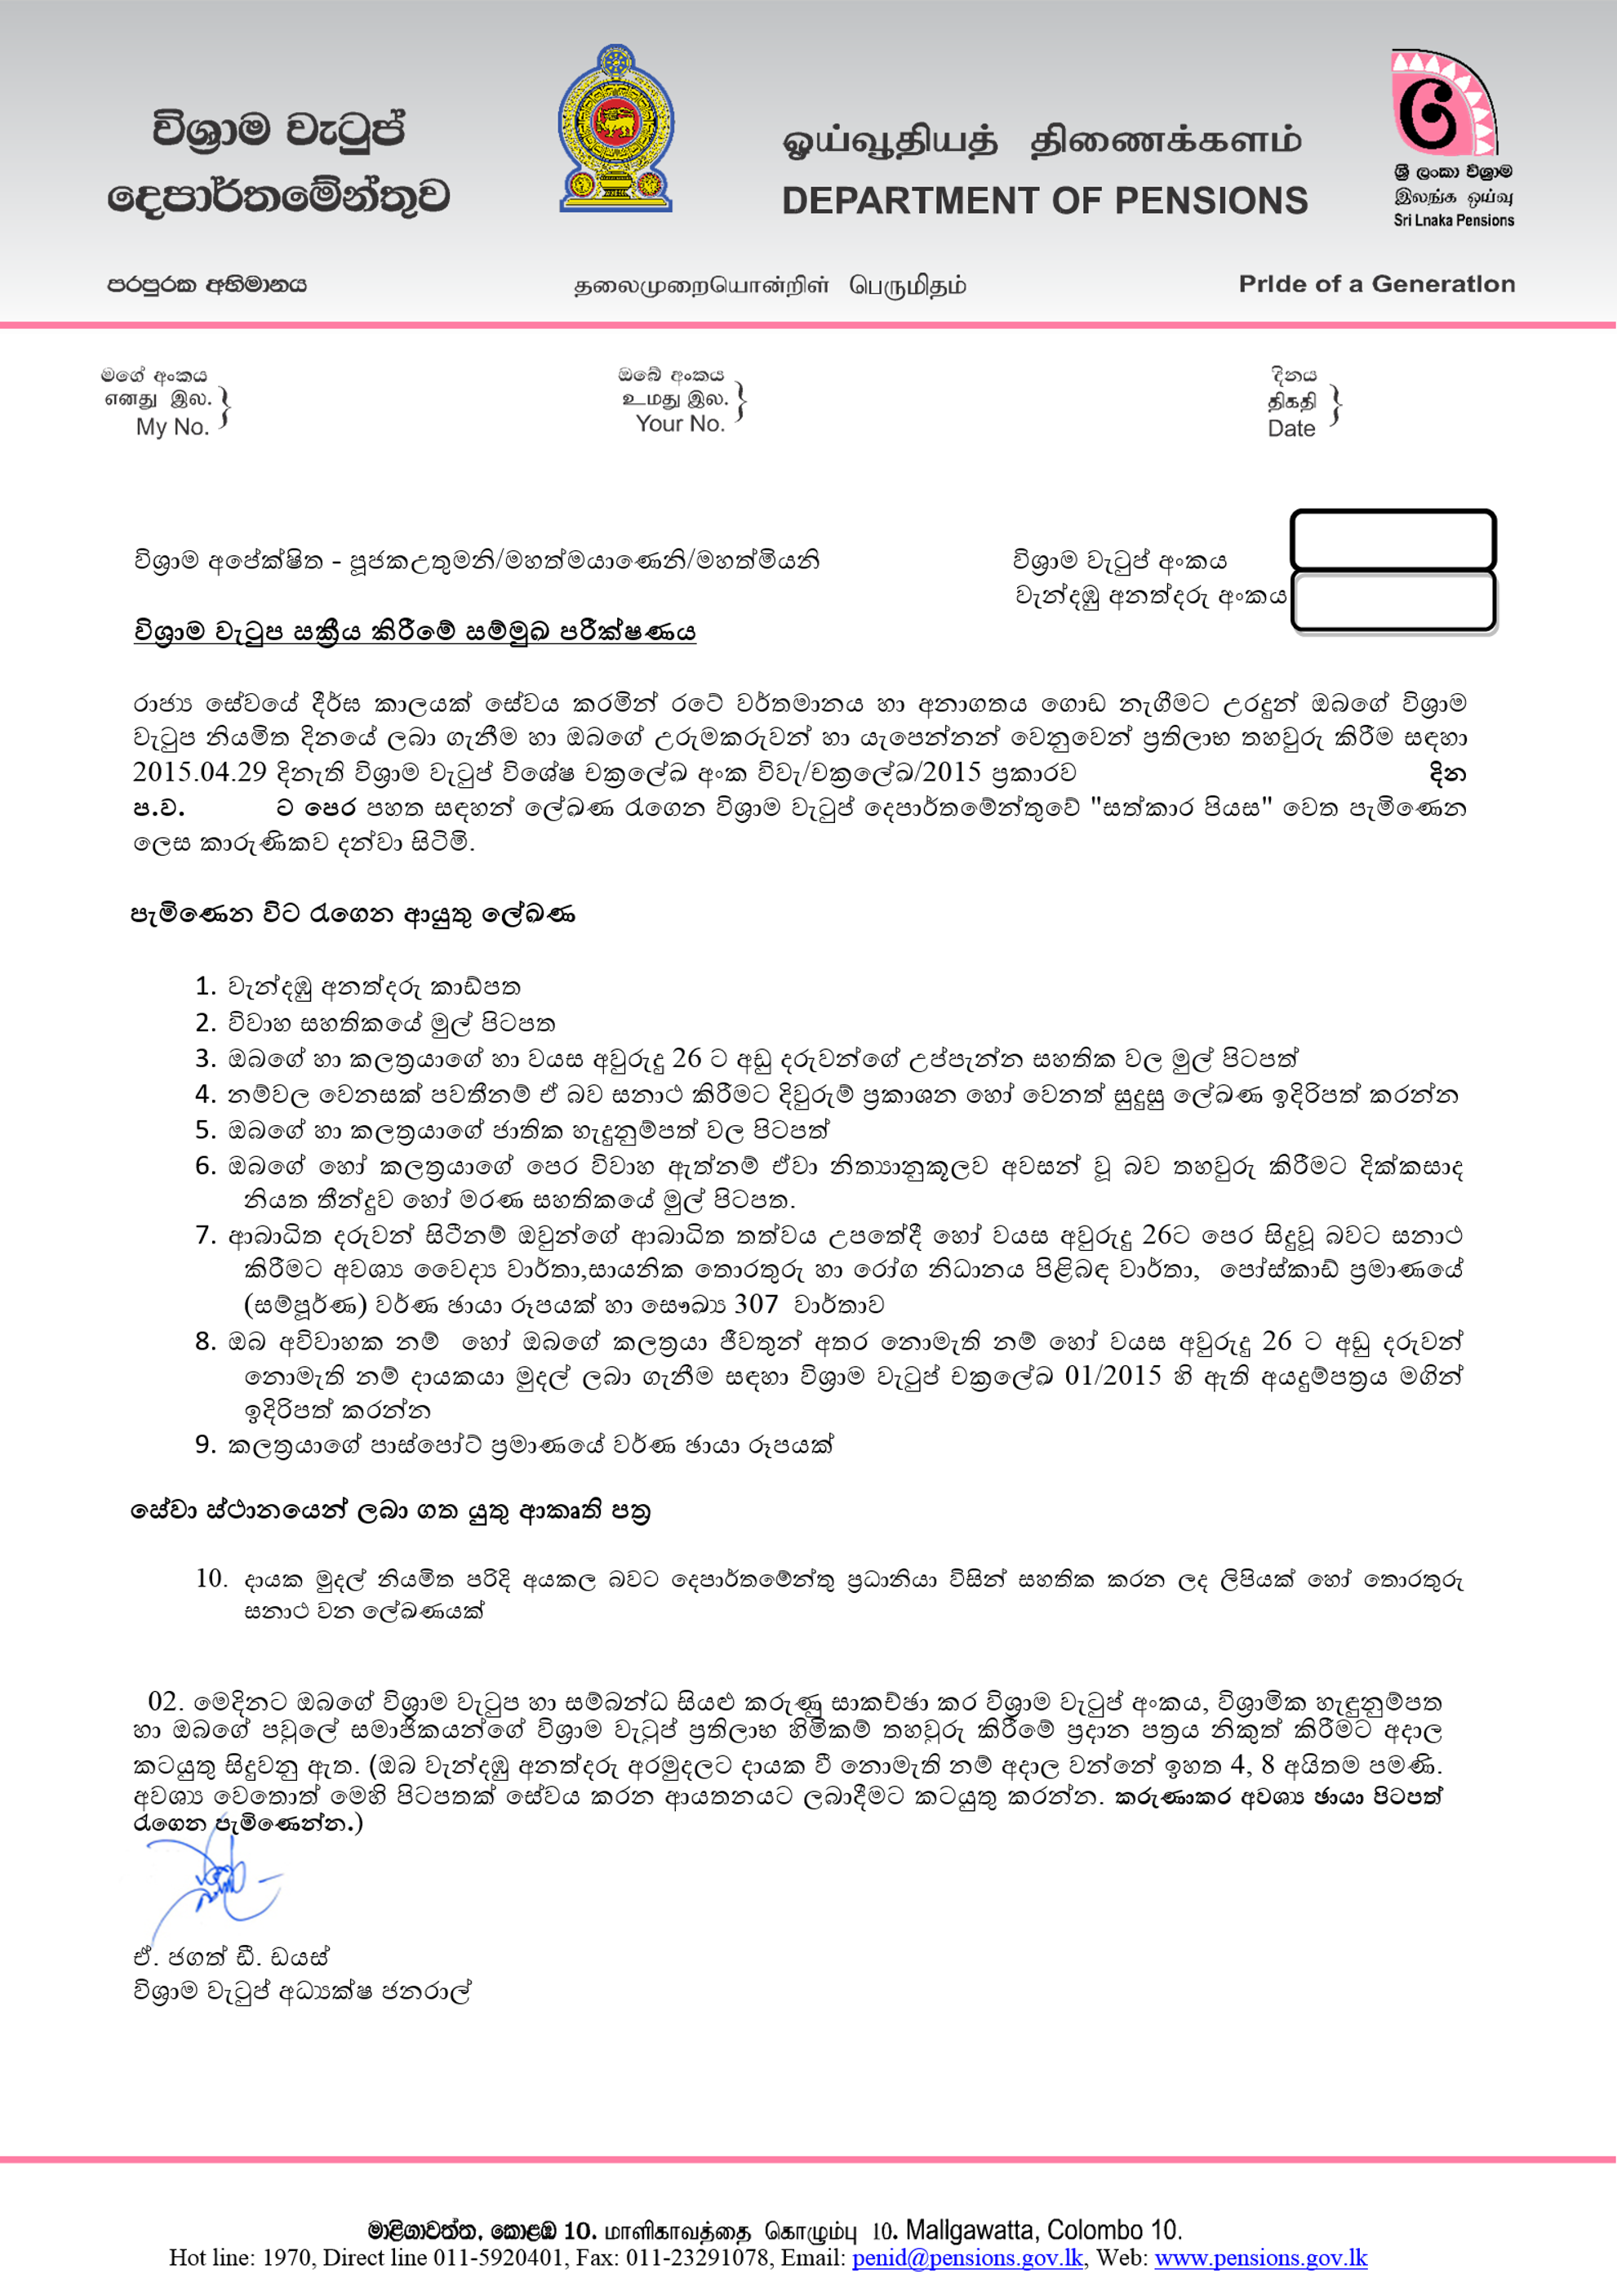 විශ්‍රාම වැටුප්
දෙපාර්තමේන්තුව
ஓய்வூதியத் திணைக்களம்
DEPARTMENT OF PENSIONS
ශ්‍රී ලංකා විශ්‍රාම
இலங்க ஒய்வு
Sri Lnaka Pensions
පරපුරක අභිමානය
தலைமுறையொன்றிள் பெருமிதம்
Pride of a Generation
මගේ අංකය
எனது இல.
My No.
ඔබේ අංකය
உமது இல.
Your No.
දිනය
திகதி
Date
විශ්‍රාම අපේක්ෂිත - පූජකඋතුමනි/මහත්මයාණෙනි/මහත්මියනි
විශ්‍රාම වැටුප් අංකය
වැන්දඹු අනත්දරු අංකය
විශ්‍රාම වැටුප සක්‍රීය කිරීමේ සම්මුඛ පරීක්ෂණය
රාජ්‍ය සේවයේ දීර්ඝ කාලයක් සේවය කරමින් රටේ වර්තමානය හා අනාගතය ගොඩ නැගීමට උරදුන් ඔබගේ විශ්‍රාම
වැටුප නියමිත දිනයේ ලබා ගැනීම හා ඔබගේ උරුමකරුවන් හා යැපෙන්නන් වෙනුවෙන් ප්‍රතිලාභ තහවුරු කිරීම සඳහා
2015.04.29 දිනැති විශ්‍රාම වැටුප් විශේෂ චක්‍රලේඛ අංක විවැ/චක්‍රලේඛ/2015 ප්‍රකාරව දින
ප.ව. ට පෙර පහත සඳහන් ලේඛණ රැගෙන විශ්‍රාම වැටුප් දෙපාර්තමේන්තුවේ "සත්කාර පියස" වෙත පැමිණෙන
ලෙස කාරුණිකව දන්වා සිටිමි.
පැමිණෙන විට රැගෙන ආයුතු ලේඛණ
1. වැන්දඹු අනත්දරු කාඩ්පත
2. විවාහ සහතිකයේ මුල් පිටපත
3. ඔබගේ හා කලත්‍රයාගේ හා වයස අවුරුදු 26 ට අඩු දරුවන්ගේ උප්පැන්න සහතික වල මුල් පිටපත්
4. නම්වල වෙනසක් පවතීනම් ඒ බව සනාථ කිරීමට දිවුරුම් ප්‍රකාශන හෝ වෙනත් සුදුසු ලේඛණ ඉදිරිපත් කරන්න
5. ඔබගේ හා කලත්‍රයාගේ ජාතික හැදුනුම්පත් වල පිටපත්
6. ඔබගේ හෝ කලත්‍රයාගේ පෙර විවාහ ඇත්නම් ඒවා නිත්‍යානුකූලව අවසන් වූ බව තහවුරු කිරීමට දික්කසාද
නියත තීන්දුව හෝ මරණ සහතිකයේ මුල් පිටපත.
7. ආබාධිත දරුවන් සිටීනම් ඔවුන්ගේ ආබාධිත තත්වය උපතේදී හෝ වයස අවුරුදු 26ට පෙර සිදුවූ බවට සනාථ
කිරීමට අවශ්‍ය වෛද්‍ය වාර්තා,සායනික තොරතුරු හා රෝග නිධානය පිළිබඳ වාර්තා, පෝස්කාඩ් ප්‍රමාණයේ
(සම්පූර්ණ) වර්ණ ඡායා රූපයක් හා සෞඛ්‍ය 307 වාර්තාව
8. ඔබ අවිවාහක නම් හෝ ඔබගේ කලත්‍රයා ජීවතුන් අතර නොමැති නම් හෝ වයස අවුරුදු 26 ට අඩු දරුවන්
නොමැති නම් දායකයා මුදල් ලබා ගැනීම සඳහා විශ්‍රාම වැටුප් චක්‍රලේඛ 01/2015 හි ඇති අයදුම්පත්‍රය මගින්
ඉදිරිපත් කරන්න
9. කලත්‍රයාගේ පාස්පෝට් ප්‍රමාණයේ වර්ණ ඡායා රූපයක්
සේවා ස්ථානයෙන් ලබා ගත යුතු ආකෘති පත්‍ර
10. දායක මුදල් නියමිත පරිදි අයකල බවට දෙපාර්තමේන්තු ප්‍රධානියා විසින් සහතික කරන ලද ලිපියක් හෝ තොරතුරු
සනාථ වන ලේඛණයක්
02. මෙදිනට ඔබගේ විශ්‍රාම වැටුප හා සම්බන්ධ සියළු කරුණු සාකච්ඡා කර විශ්‍රාම වැටුප් අංකය, විශ්‍රාමික හැඳුනුම්පත
හා ඔබගේ පවුලේ සමාජිකයන්ගේ විශ්‍රාම වැටුප් ප්‍රතිලාභ හිමිකම් තහවුරු කිරීමේ ප්‍රදාන පත්‍රය නිකුත් කිරීමට අදාල
කටයුතු සිදුවනු ඇත. (ඔබ වැන්දඹු අනත්දරු අරමුදලට දායක වී නොමැති නම් අදාල වන්නේ ඉහත 4, 8 අයිතම පමණි.
අවශ්‍ය වෙතොත් මෙහි පිටපතක් සේවය කරන ආයතනයට ලබාදීමට කටයුතු කරන්න. කරුණාකර අවශ්‍ය ඡායා පිටපත්
රැගෙන පැමිණෙන්න.)
ඒ. ජගත් ඩී. ඩයස්
විශ්‍රාම වැටුප් අධ්‍යක්ෂ ජනරාල්
මාළිගාවත්ත, කොළඹ 10. மாளிகாவத்தை கொழும்பு 10. Maligawatta, Colombo 10.
Hot line: 1970, Direct line 011-5920401, Fax: 011-23291078, Email: penid@pensions.gov.lk, Web: www.pensions.gov.lk